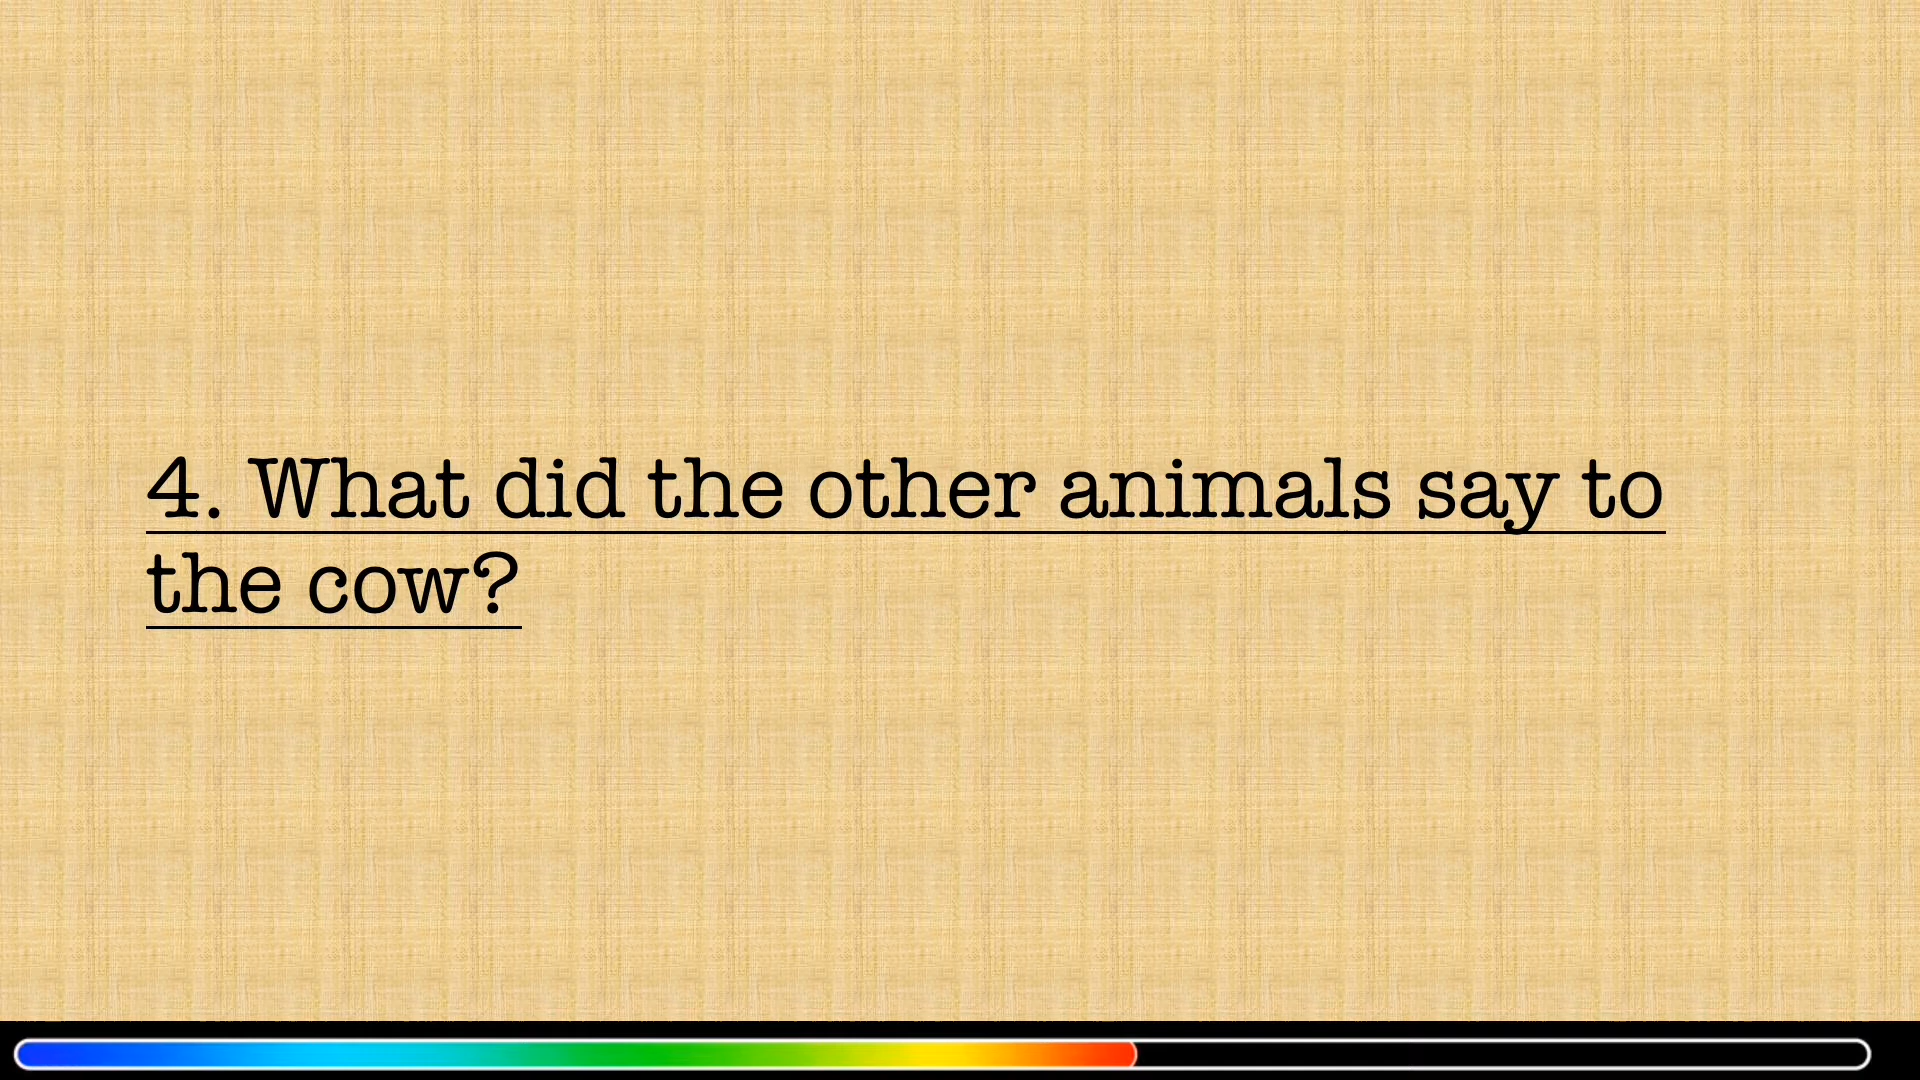 4. What did the other animals say to
the cow?